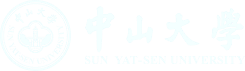 中山大學
SUN YAT-SEN UNIVERSITY